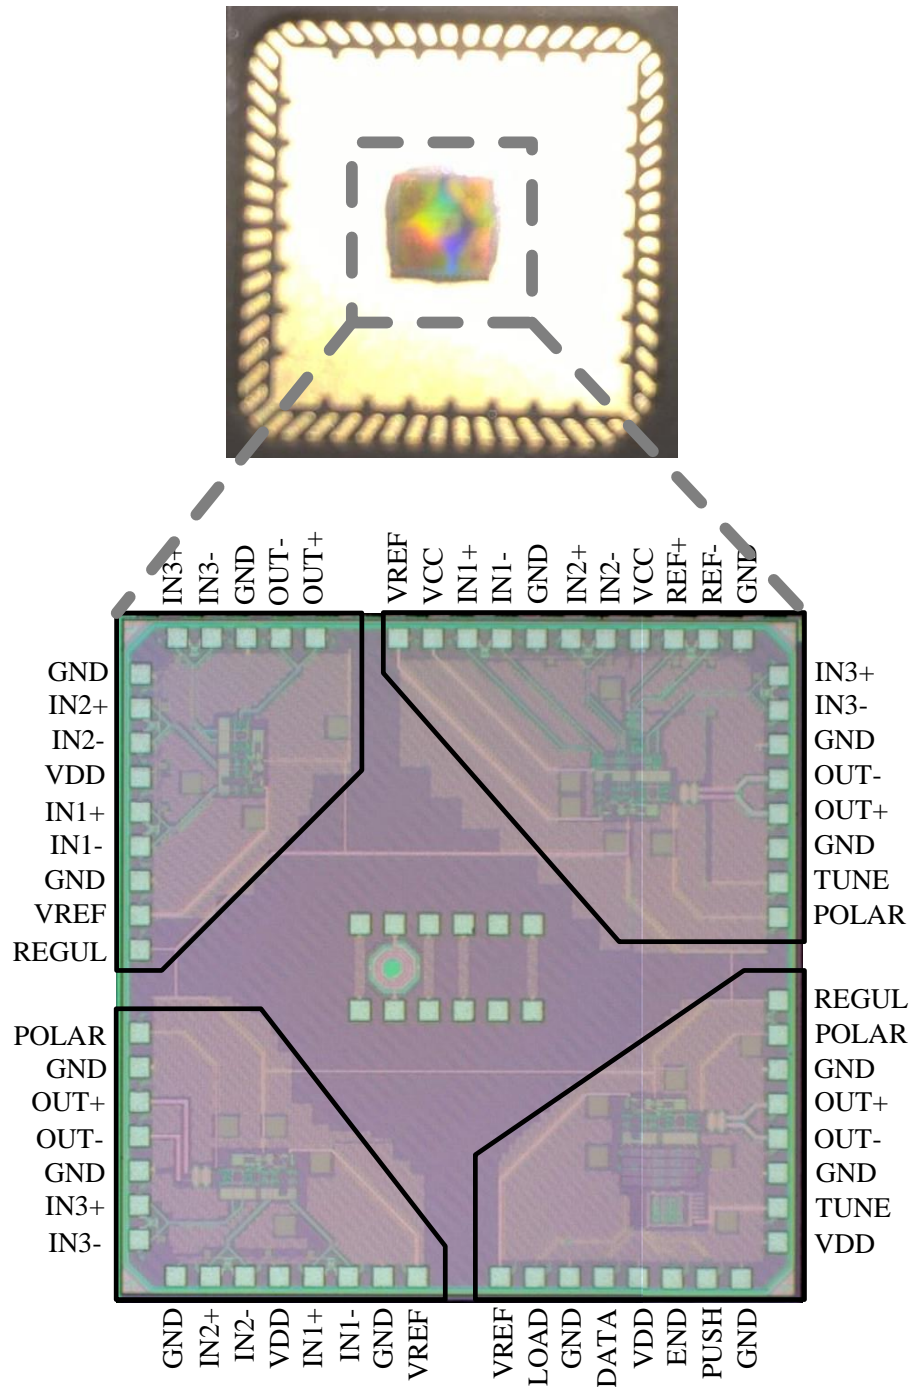 IN3+
IN3-
GND
OUT-
OUT+
VREF
VCC
IN1+
IN1-
GND
IN2+
IN2-
VCC
REF+
REF-
GND
GND
IN2+
IN2-
VDD
IN1+
IN1-
GND
VREF
REGUL
IN3+
IN3-
GND
OUT-
OUT+
GND
TUNE
POLAR
POLAR
GND
OUT+
OUT-
GND
IN3+
IN3-
REGUL
POLAR
GND
OUT+
OUT-
GND
TUNE
VDD
GND
IN2+
IN2-
VDD
IN1+
IN1-
GND
VREF
VREF
LOAD
GND
DATA
VDD
END
PUSH
GND